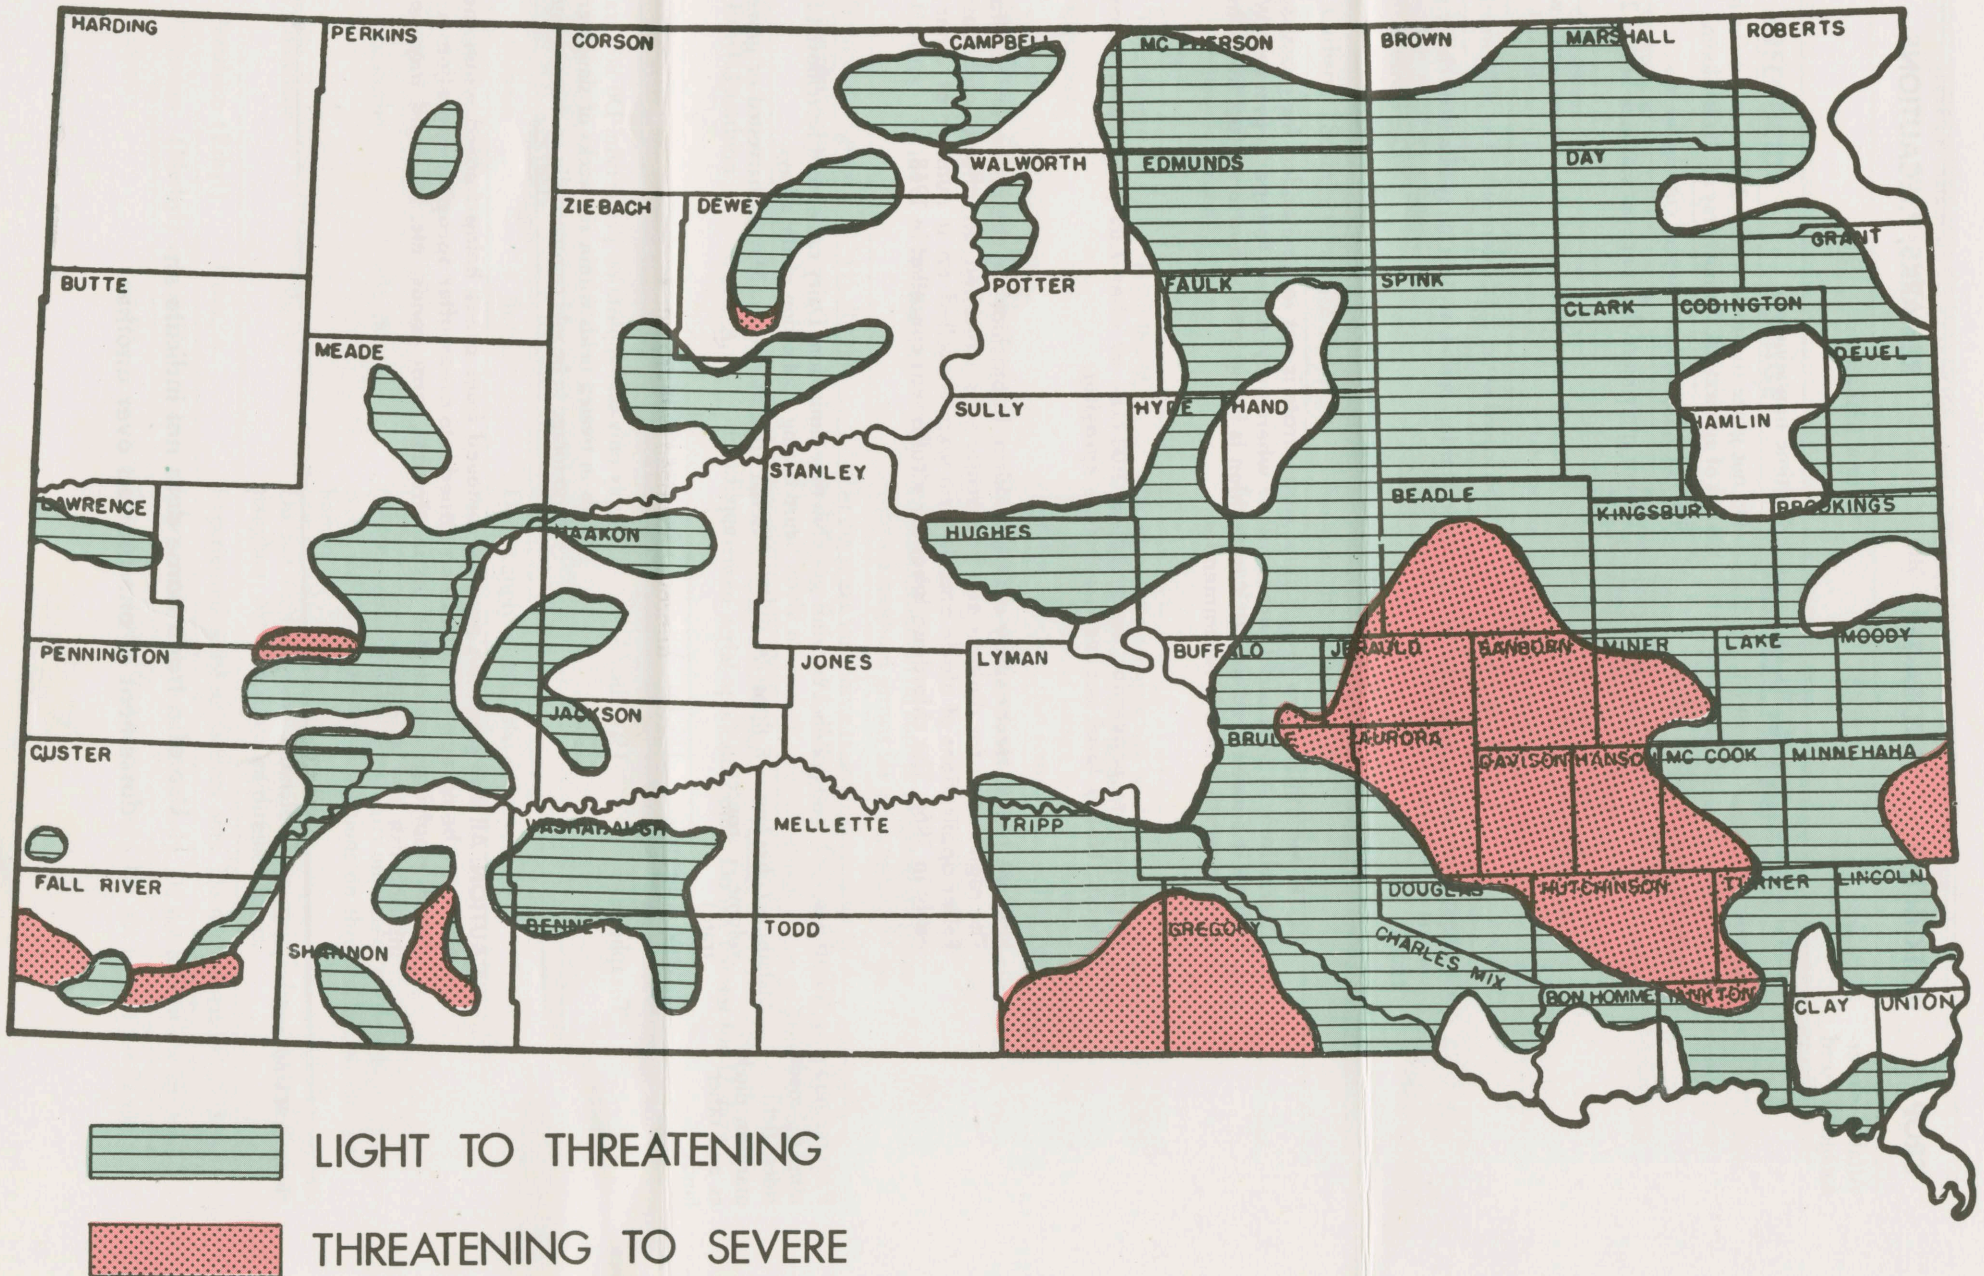 HARDING
PERKINS
CORSON
CAMPBELL
MC PHERSON
BROWN
MARSHALL
ROBERTS
WALWORTH
EDMUNDS
DAY
ZIEBACH
DEWEY
GRANT
BUTTE
POTTER
FAULK
SPINK
CLARK
CODINGTON
MEADE
DEUEL
SULLY
HYDE
HAND
HAMLIN
STANLEY
BEADLE
LAWRENCE
KINGSBURY
BROOKINGS
HAAKON
HUGHES
PENNINGTON
JONES
LYMAN
BUFFALO
JERAULD
SANBORN
MINER
LAKE
MOODY
JACKSON
CUSTER
BRULE
AURORA
DAVISON
HANSON
MC COOK
MINNEHAHA
WASHABAUGH
MELLETTE
TRIPP
FALL RIVER
DOUGLAS
HUTCHINSON
TURNER
LINCOLN
SHANNON
BENNETT
TODD
GREGORY
CHARLES MIX
BON HOMME
YANKTON
CLAY
UNION
LIGHT TO THREATENING
THREATENING TO SEVERE